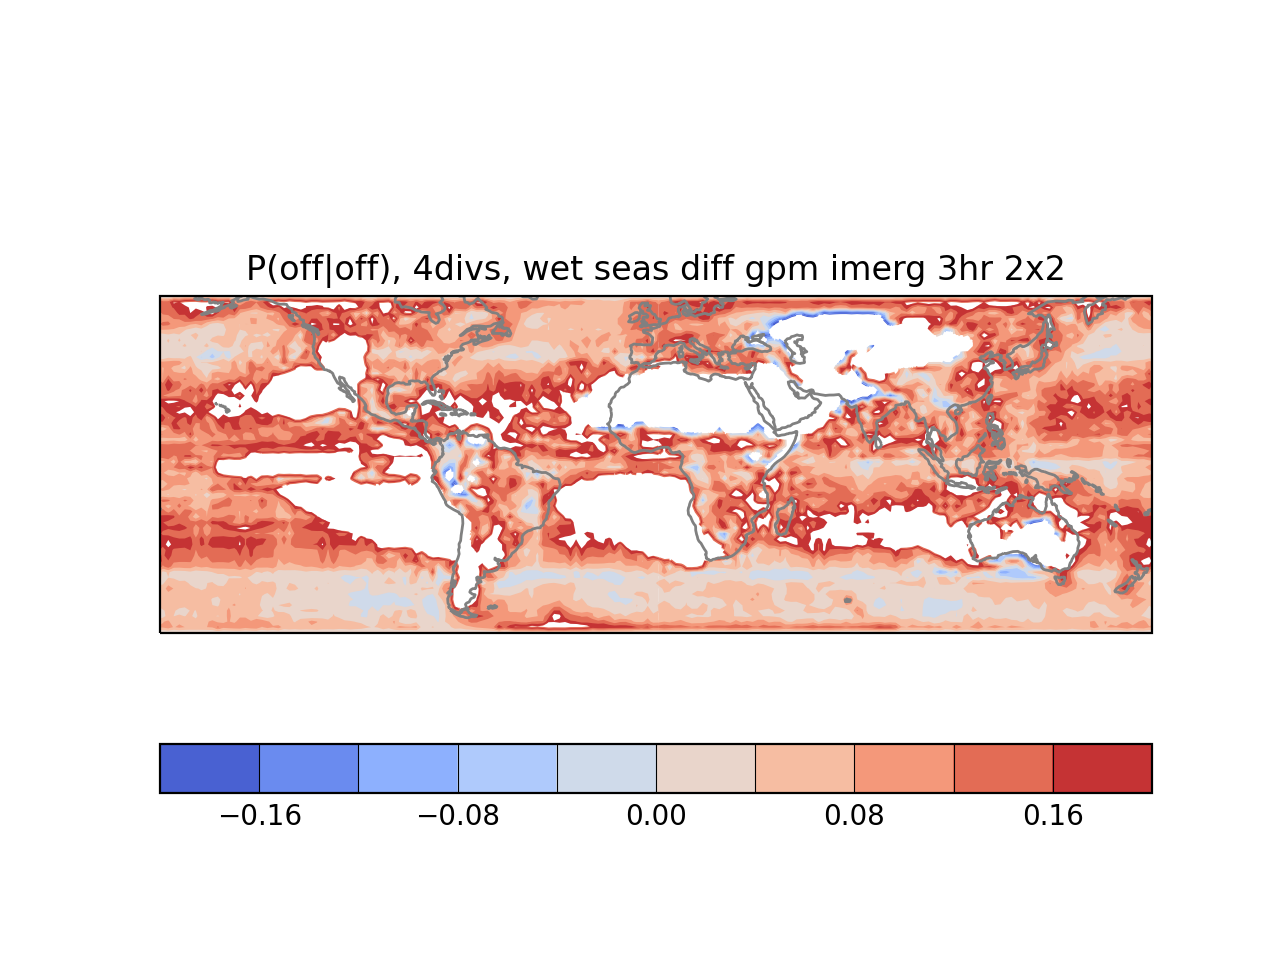 P(off|off), 4divs, wet seas diff gpm imerg 3hr 2x2
−0.16 −0.08 0.00 0.08 0.16